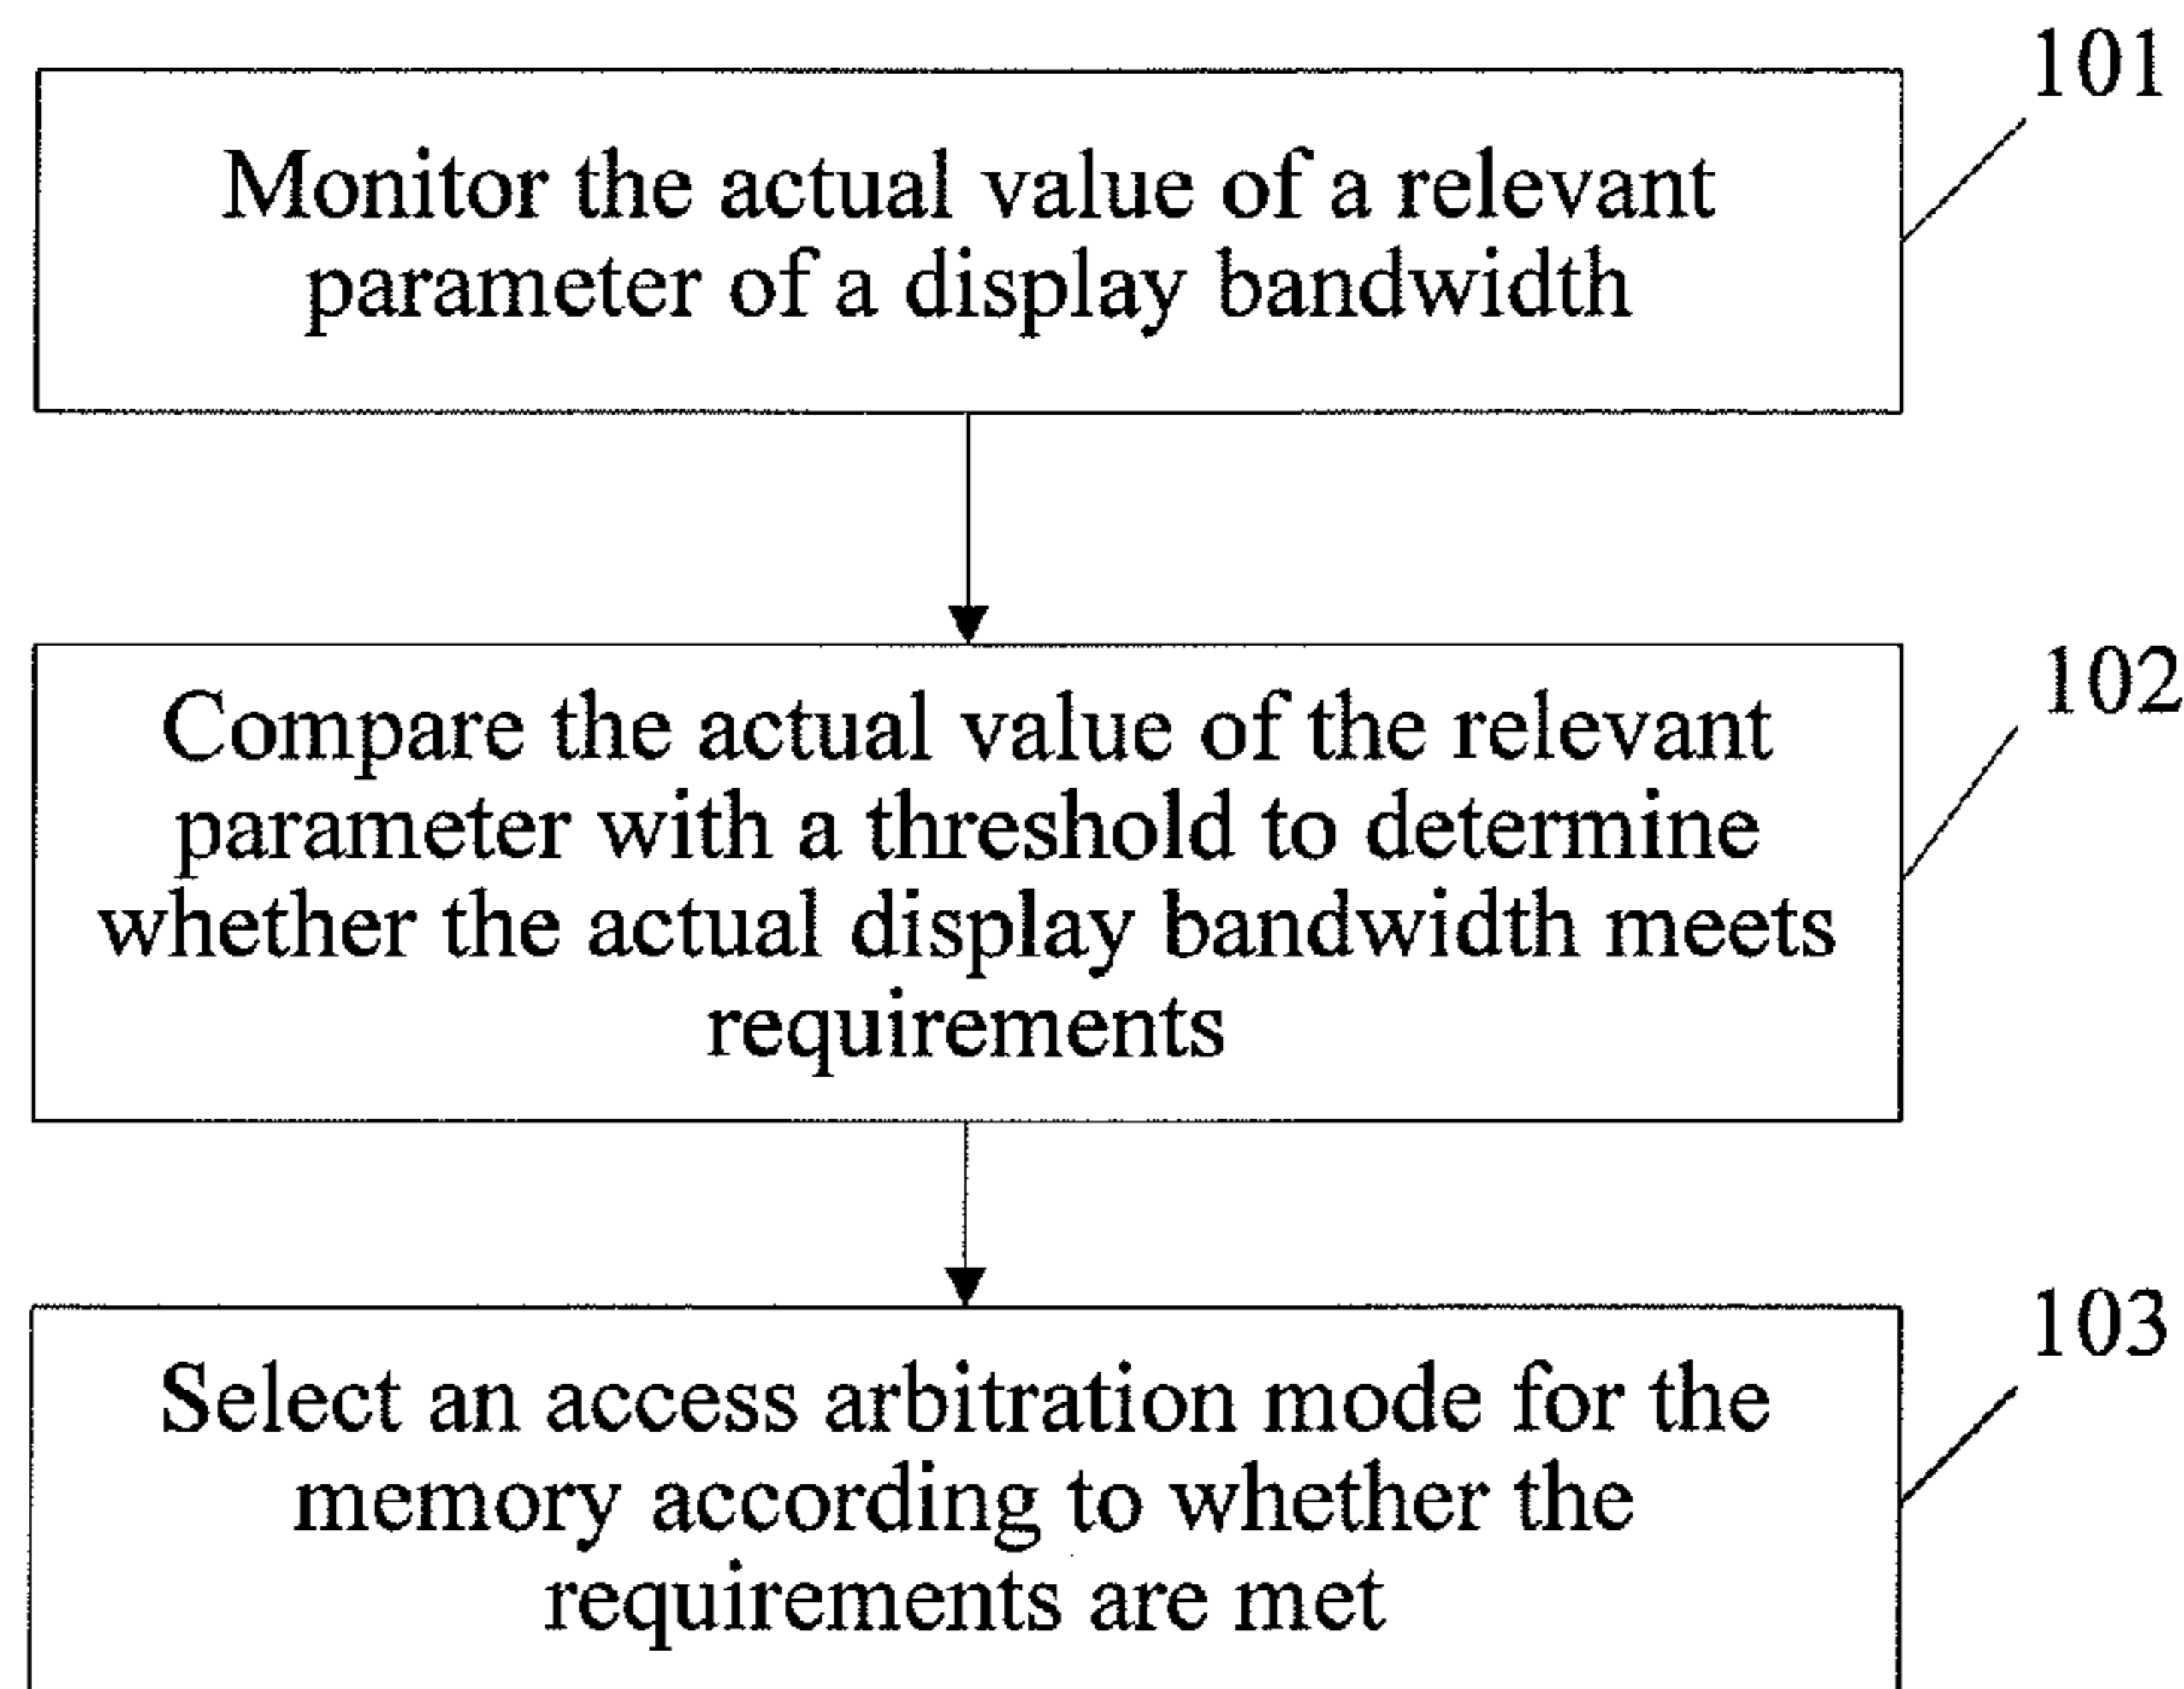 101
Monitor the actual value of a relevant
parameter of a display bandwidth
102
Compare the actual value of the relevant
parameter with a threshold to determine
whether the actual display bandwidth meets
requirements
103
Select an access arbitration mode for the
memory according to whether the
requirements are met